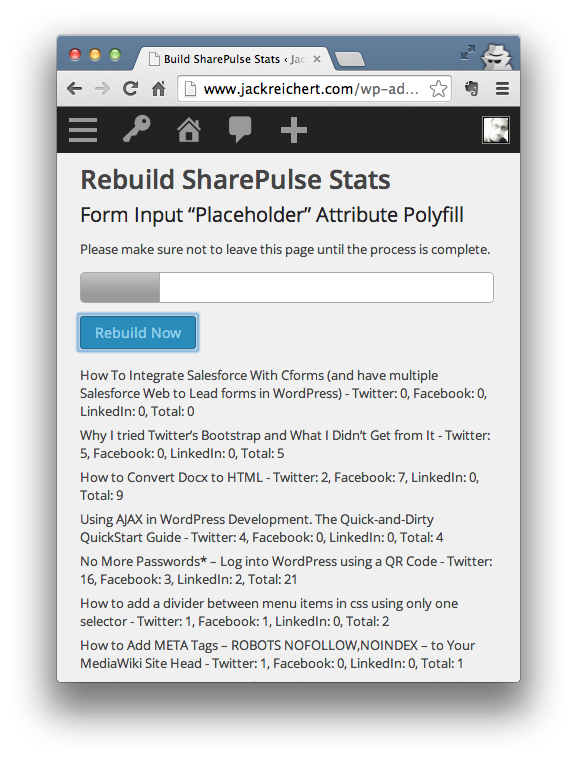 Build SharePulse Stats ‹ Jac
www.jackreichert.com/wp-ad...
Rebuild SharePulse Stats
Form Input “Placeholder” Attribute Polyfill
Please make sure not to leave this page until the process is complete.
Rebuild Now
How To Integrate Salesforce With Cforms (and have multiple
Salesforce Web to Lead forms in WordPress) - Twitter: 0, Facebook: 0,
LinkedIn: 0, Total: 0
Why I tried Twitter’s Bootstrap and What I Didn’t Get from It - Twitter:
5, Facebook: 0, LinkedIn: 0, Total: 5
How to Convert Docx to HTML - Twitter: 2, Facebook: 7, LinkedIn: 0,
Total: 9
Using AJAX in WordPress Development. The Quick-and-Dirty
QuickStart Guide - Twitter: 4, Facebook: 0, LinkedIn: 0, Total: 4
No More Passwords* – Log into WordPress using a QR Code - Twitter:
16, Facebook: 3, LinkedIn: 2, Total: 21
How to add a divider between menu items in css using only one
selector - Twitter: 1, Facebook: 1, LinkedIn: 0, Total: 2
How to Add META Tags – ROBOTS NOFOLLOW,NOINDEX – to Your
MediaWiki Site Head - Twitter: 1, Facebook: 0, LinkedIn: 0, Total: 1